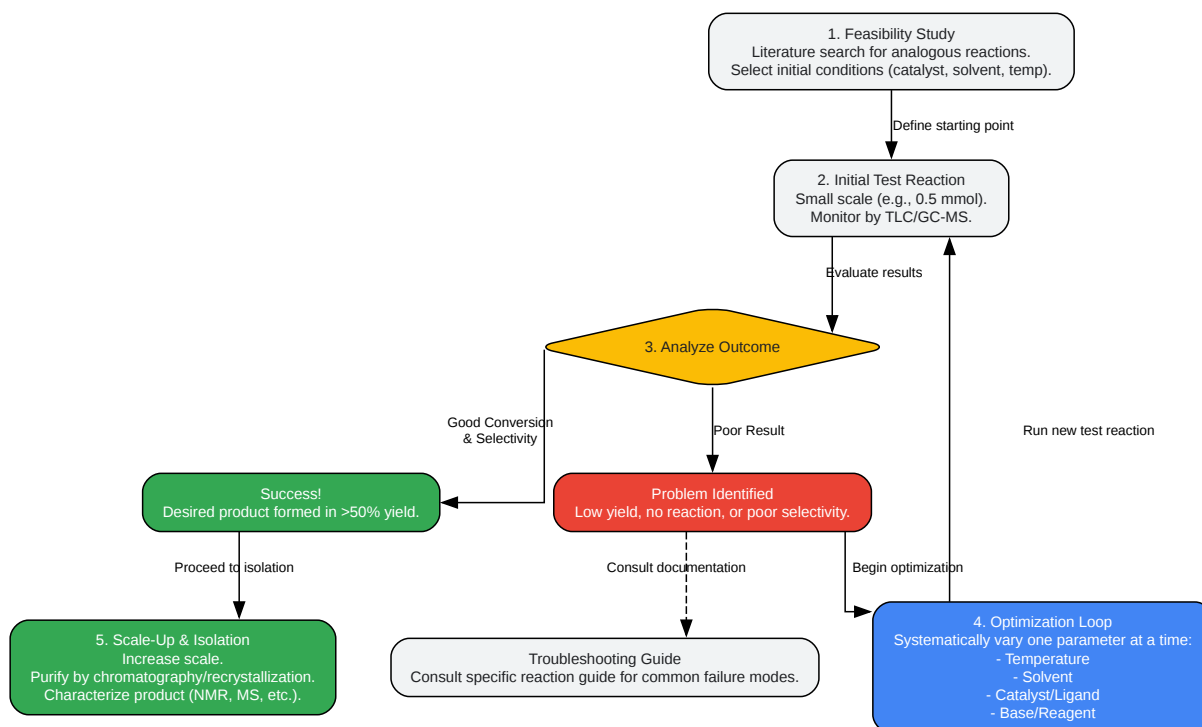 1. Feasibility Study
Literature search for analogous reactions.
Select initial conditions (catalyst, solvent, temp).
Define starting point
2. Initial Test Reaction
Small scale (e.g., 0.5 mmol).
Monitor by TLC/GC-MS.
Evaluate results
3. Analyze Outcome
Good Conversion
& Selectivity
Poor Result
Run new test reaction
Success!
Desired product formed in >50% yield.
Problem Identified
Low yield, no reaction, or poor selectivity.
Proceed to isolation
Consult documentation
Begin optimization
5. Scale-Up & Isolation
Increase scale.
Purify by chromatography/recrystallization.
Characterize product (NMR, MS, etc.).
Troubleshooting Guide
Consult specific reaction guide for common failure modes.
4. Optimization Loop
Systematically vary one parameter at a time:
- Temperature
- Solvent
- Catalyst/Ligand
- Base/Reagent